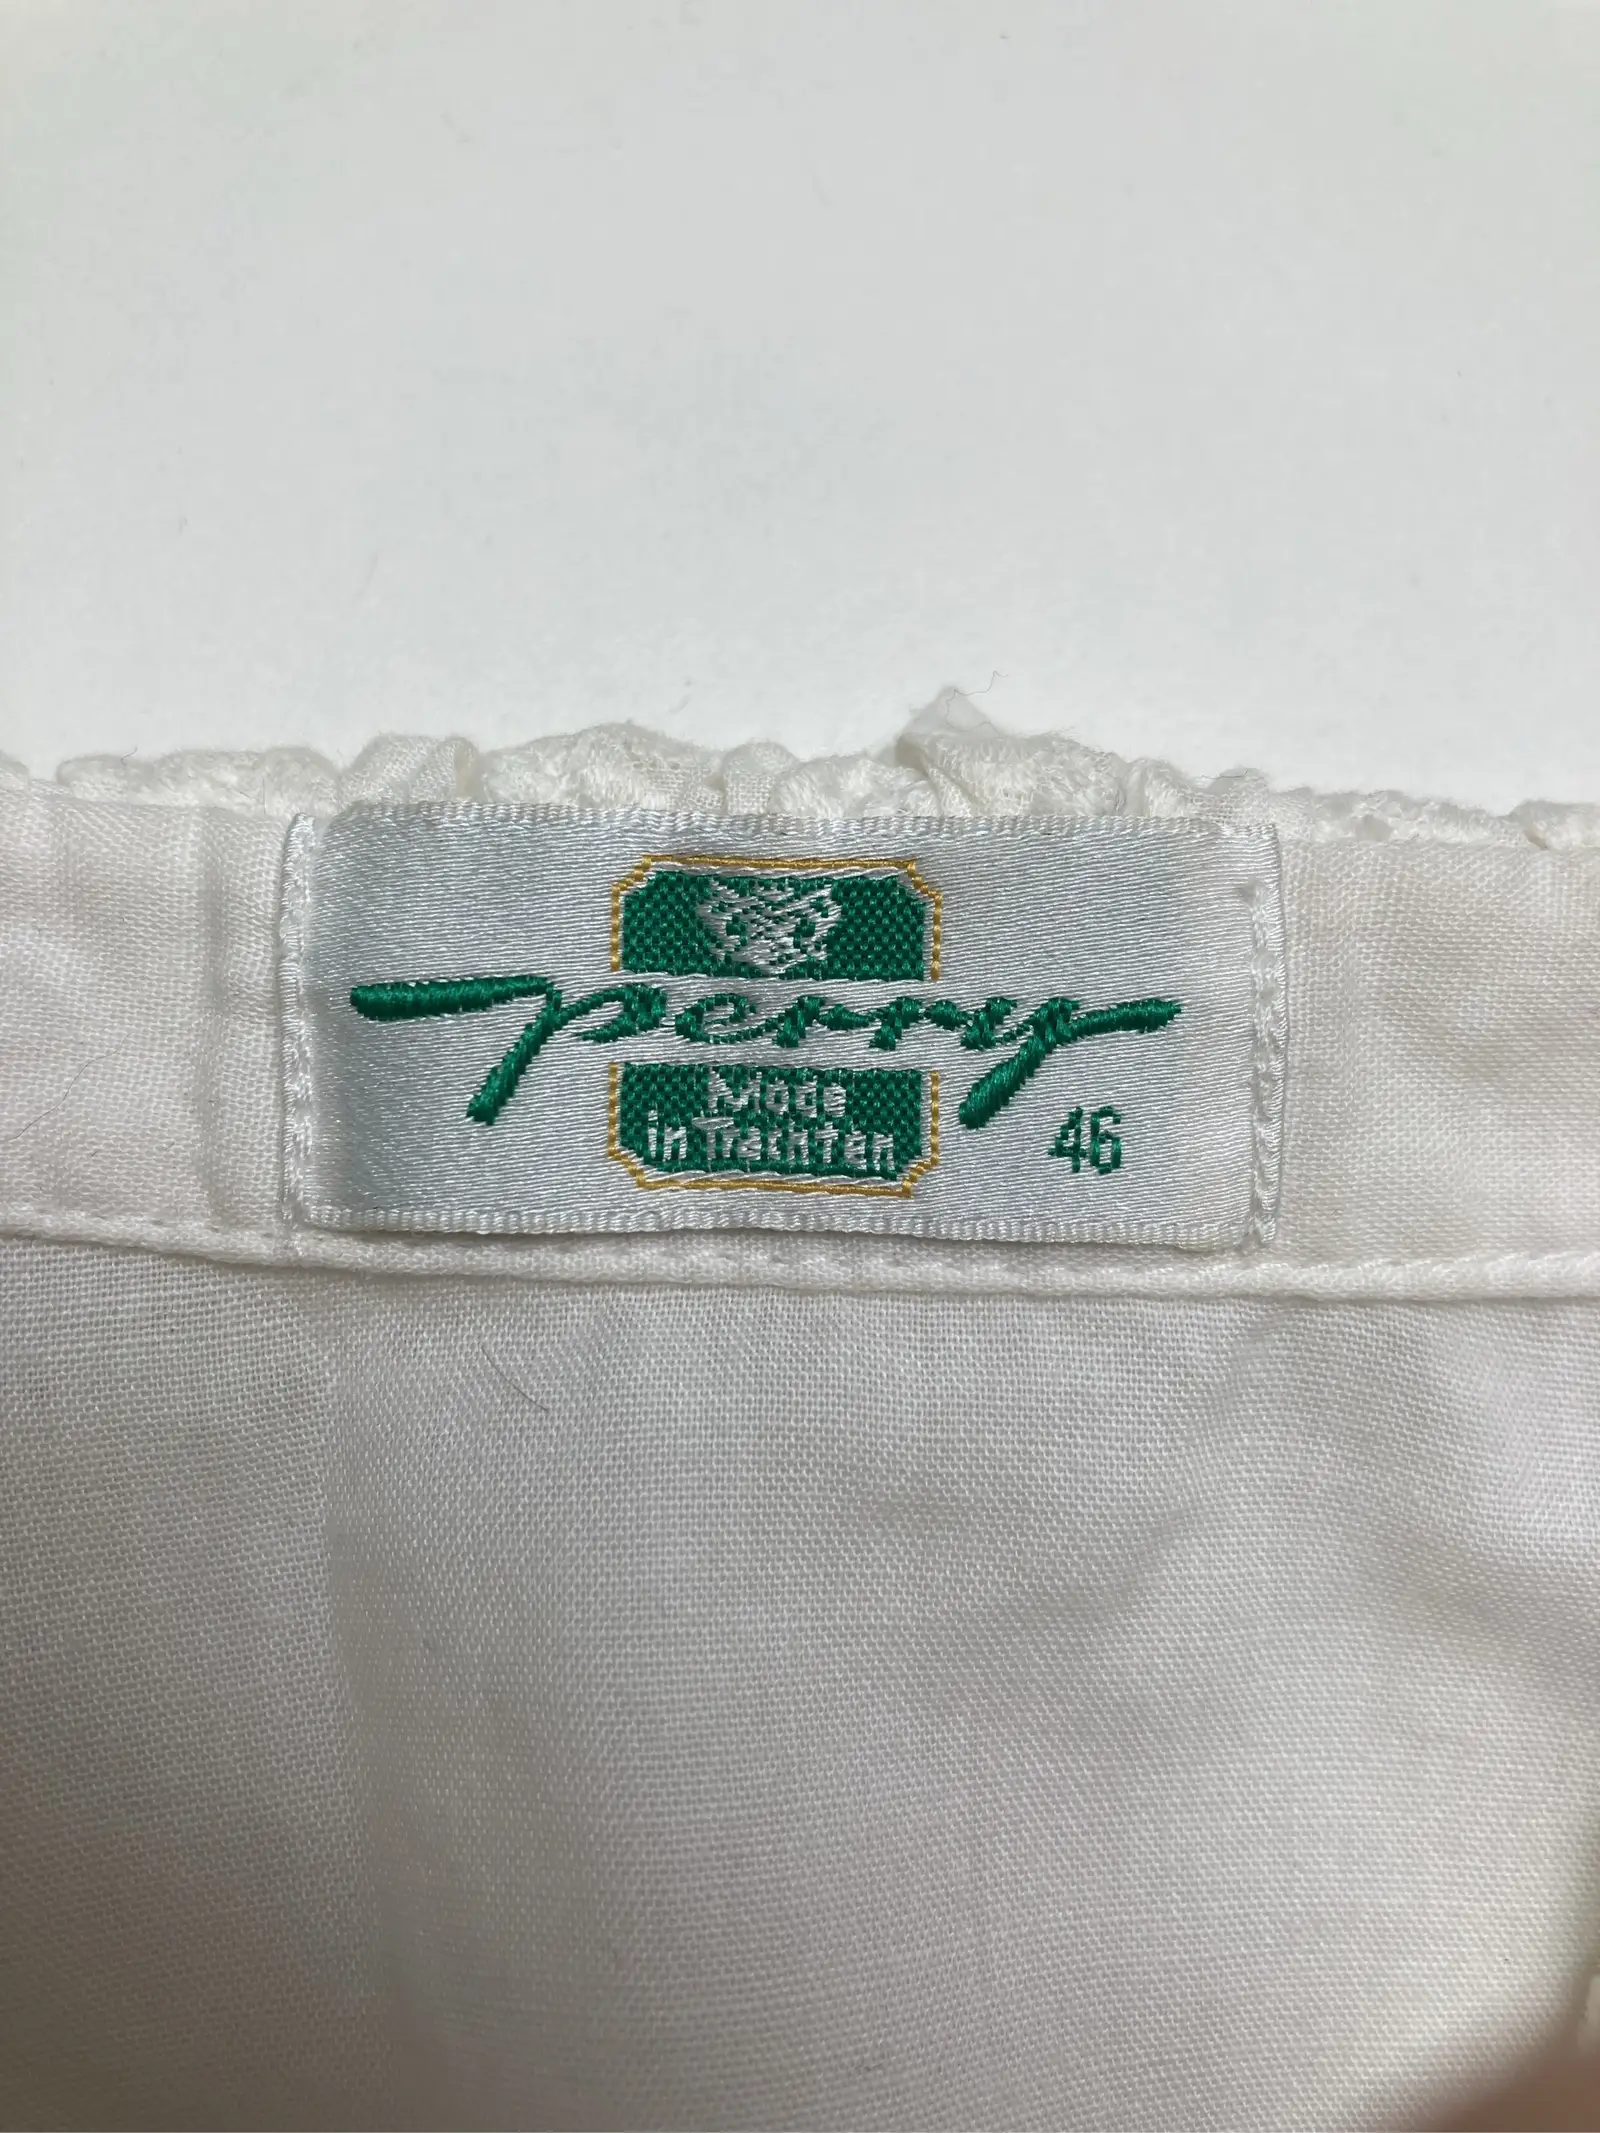 perry
Mode
in Trachten
46